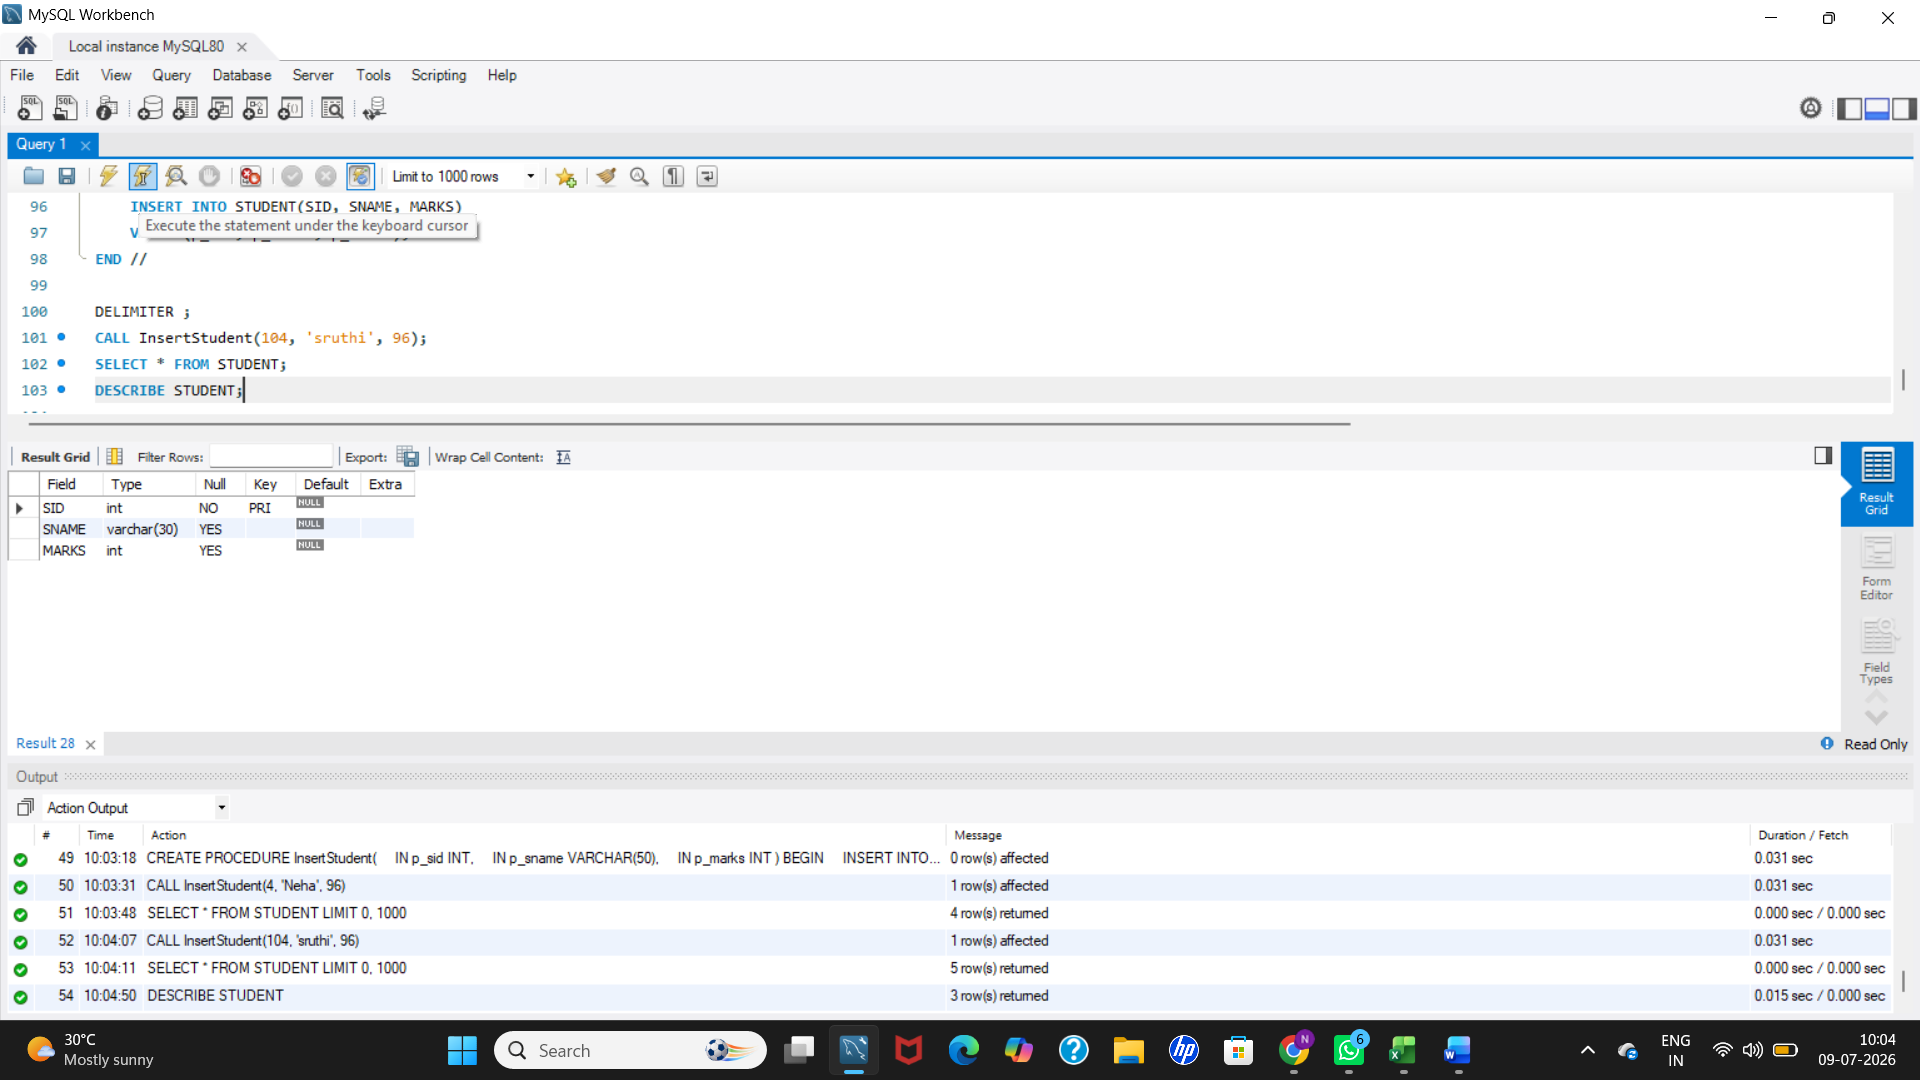 MySQL Workbench
Local instance MySQL80
File Edit View Query Database Server Tools Scripting Help
Query 1
Limit to 1000 rows
96 INSERT INTO STUDENT(SID, SNAME, MARKS)
Execute the statement under the keyboard cursor
97 V
98 END //
99
100 DELIMITER ;
101 CALL InsertStudent(104, 'sruthi', 96);
102 SELECT * FROM STUDENT;
103 DESCRIBE STUDENT;
Result Grid Filter Rows: Export: Wrap Cell Content:
Field Type Null Key Default Extra
SID int NO PRI NULL
SNAME varchar(30) YES NULL
MARKS int YES NULL
Result Grid
Form Editor
Field Types
Result 28
Read Only
Output
Action Output
# Time Action Message Duration / Fetch
49 10:03:18 CREATE PROCEDURE InsertStudent( IN p_sid INT, IN p_sname VARCHAR(50), IN p_marks INT ) BEGIN INSERT INTO... 0 row(s) affected 0.031 sec
50 10:03:31 CALL InsertStudent(4, 'Neha', 96) 1 row(s) affected 0.031 sec
51 10:03:48 SELECT * FROM STUDENT LIMIT 0, 1000 4 row(s) returned 0.000 sec / 0.000 sec
52 10:04:07 CALL InsertStudent(104, 'sruthi', 96) 1 row(s) affected 0.031 sec
53 10:04:11 SELECT * FROM STUDENT LIMIT 0, 1000 5 row(s) returned 0.000 sec / 0.000 sec
54 10:04:50 DESCRIBE STUDENT 3 row(s) returned 0.015 sec / 0.000 sec
30°C
Mostly sunny
Search
N
6
ENG
IN
10:04
09-07-2026